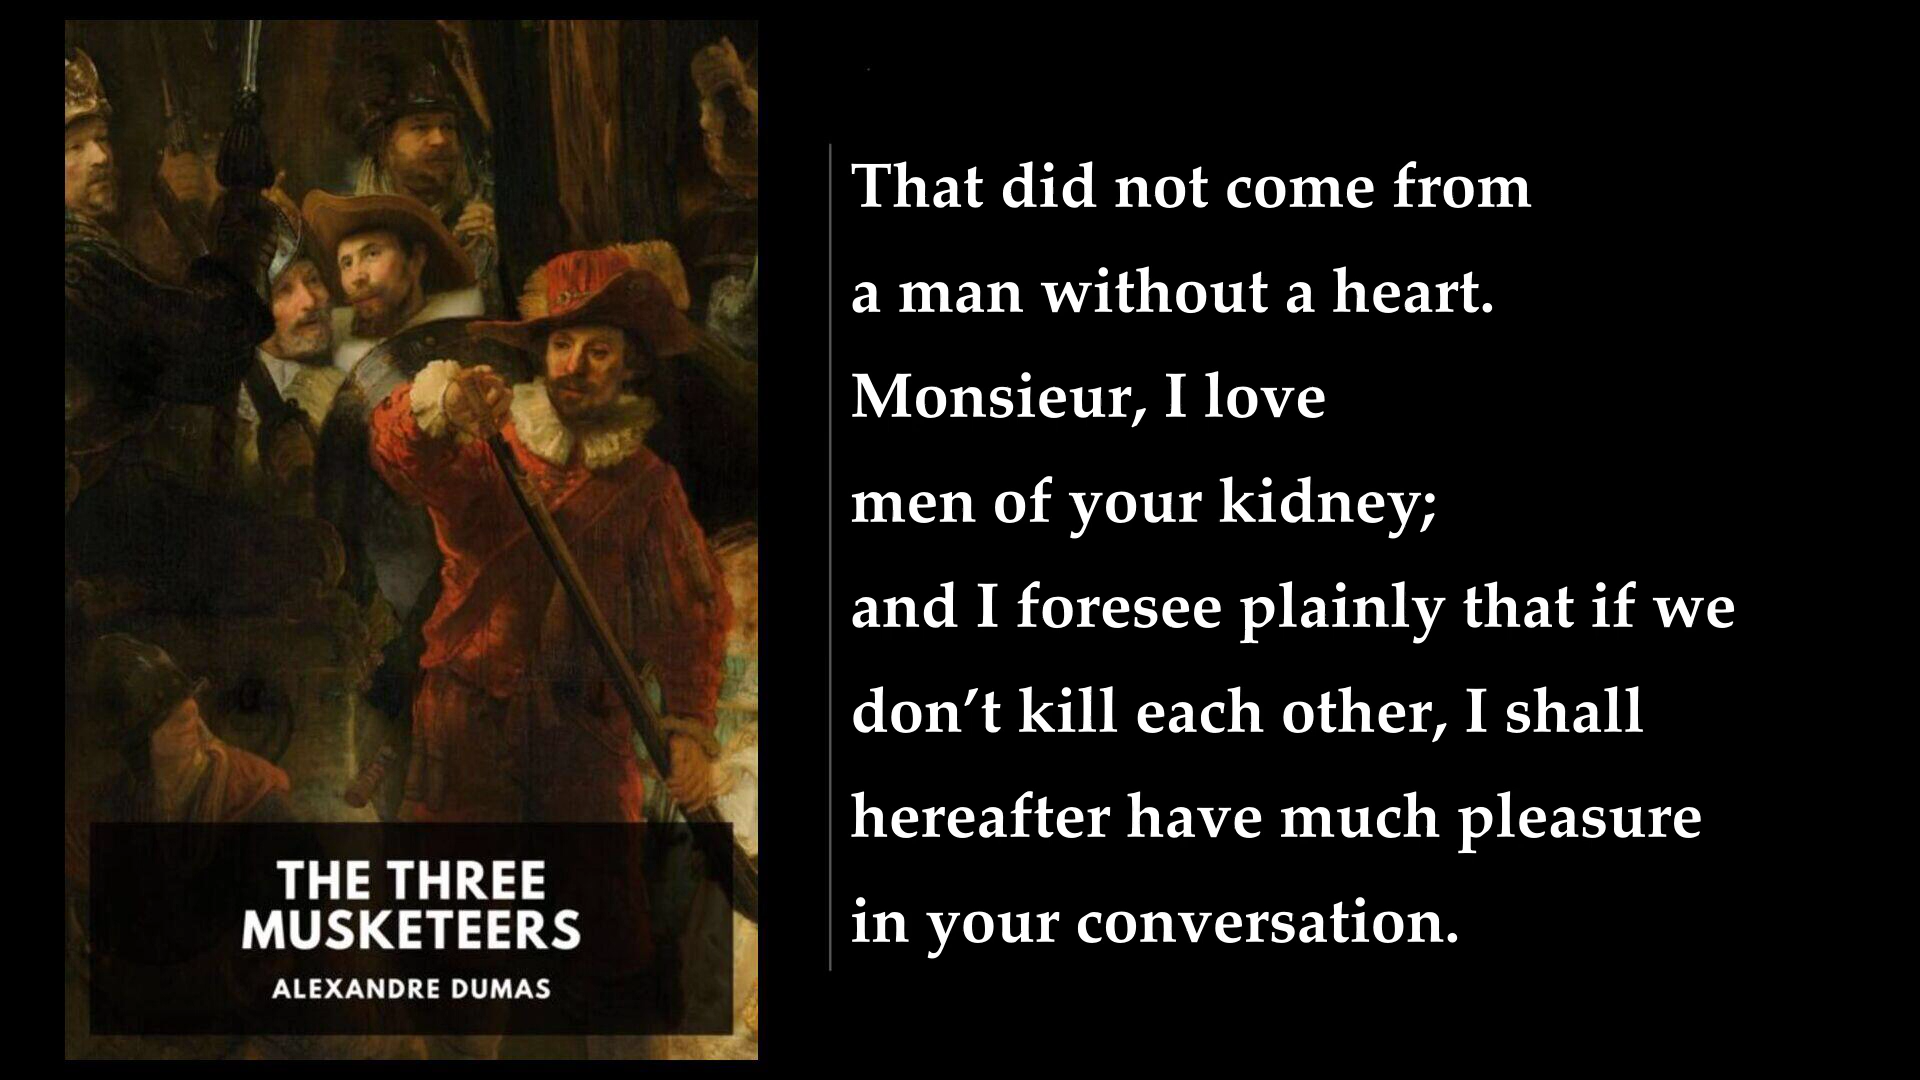 THE THREE
MUSKETEERS
ALEXANDRE DUMAS
That did not come from
a man without a heart.
Monsieur, I love
men of your kidney;
and I foresee plainly that if we
don’t kill each other, I shall
hereafter have much pleasure
in your conversation.